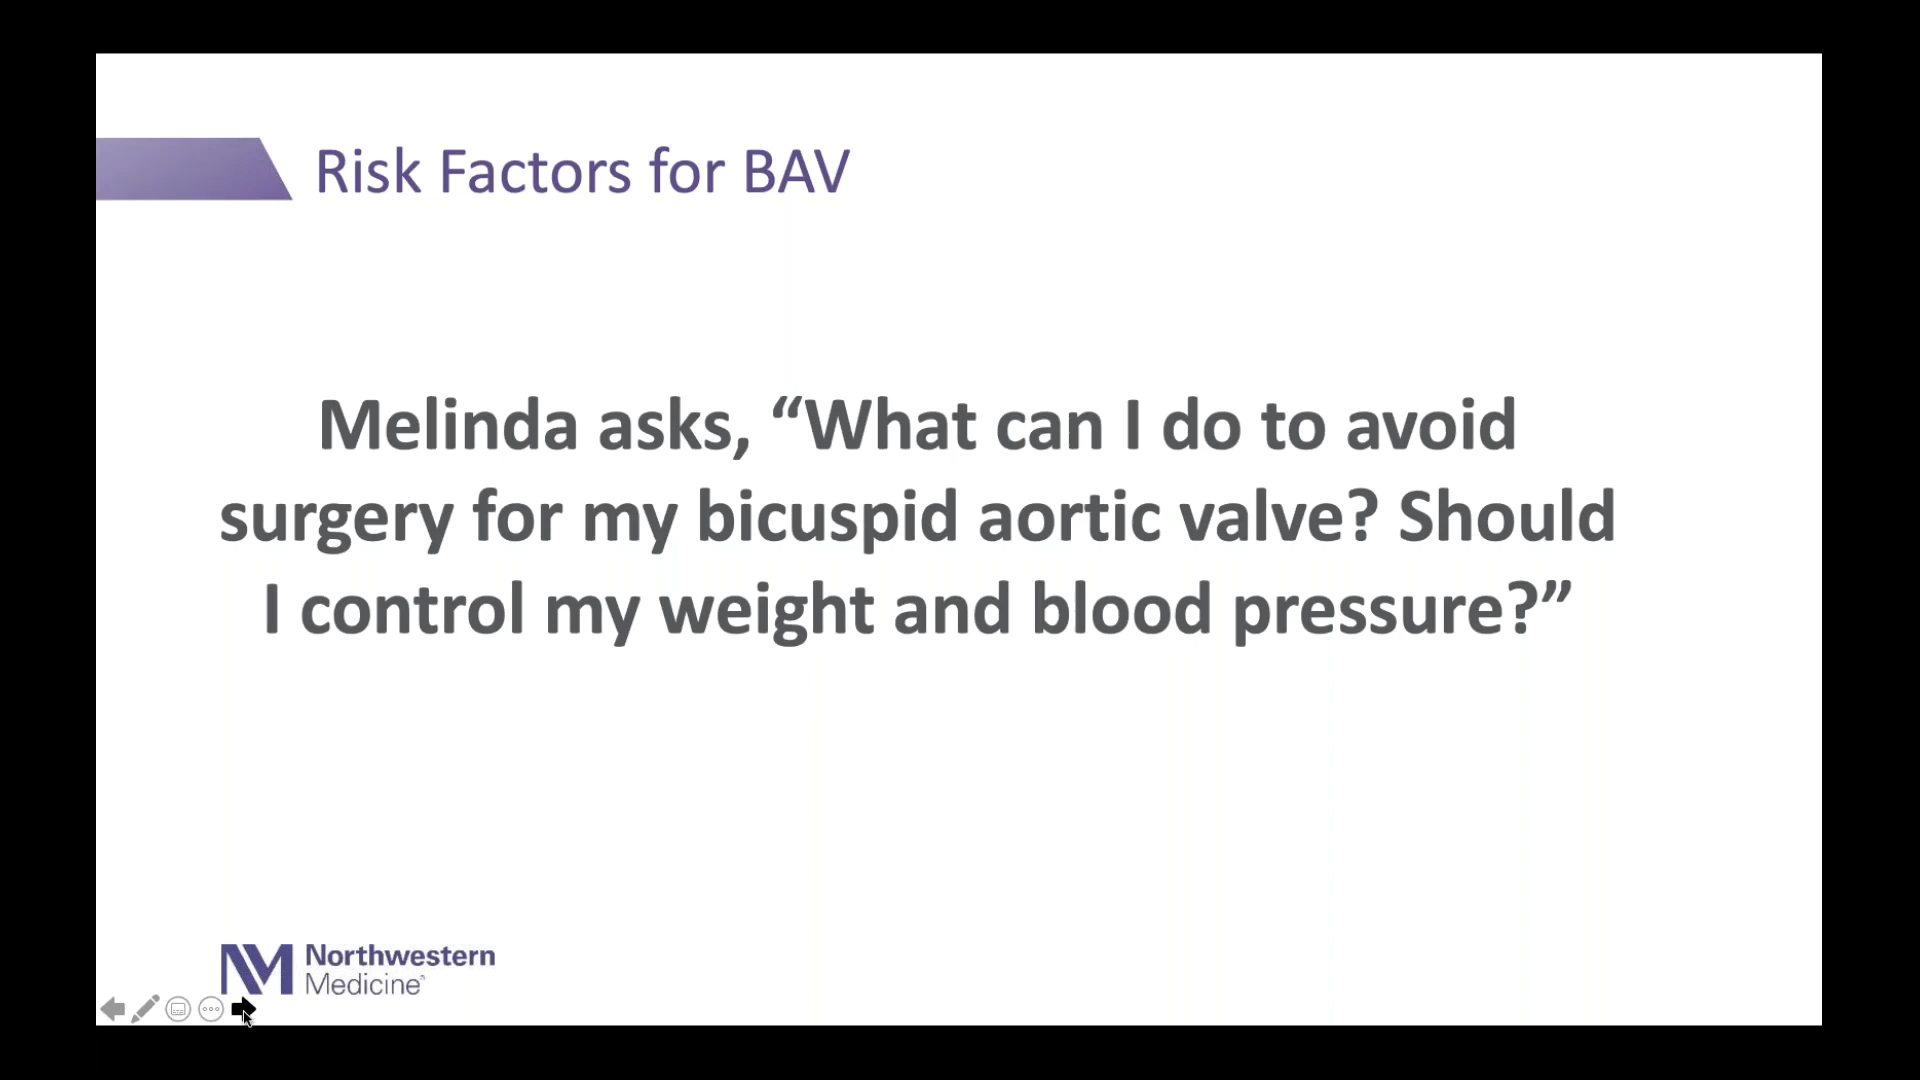 Risk Factors for BAV
Melinda asks, “What can I do to avoid
surgery for my bicuspid aortic valve? Should
I control my weight and blood pressure?”
NM Northwestern
Medicine